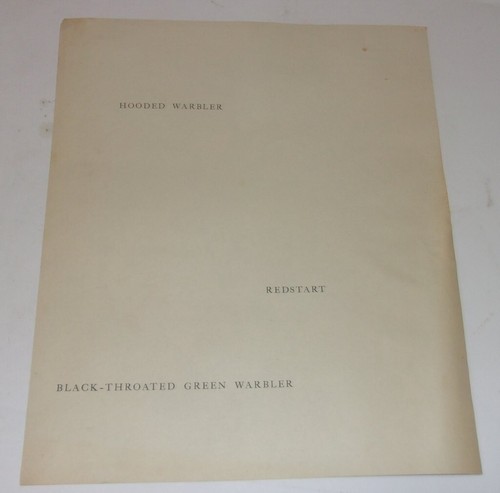 HOODED WARBLER
REDSTART
BLACK-THROATED GREEN WARBLER